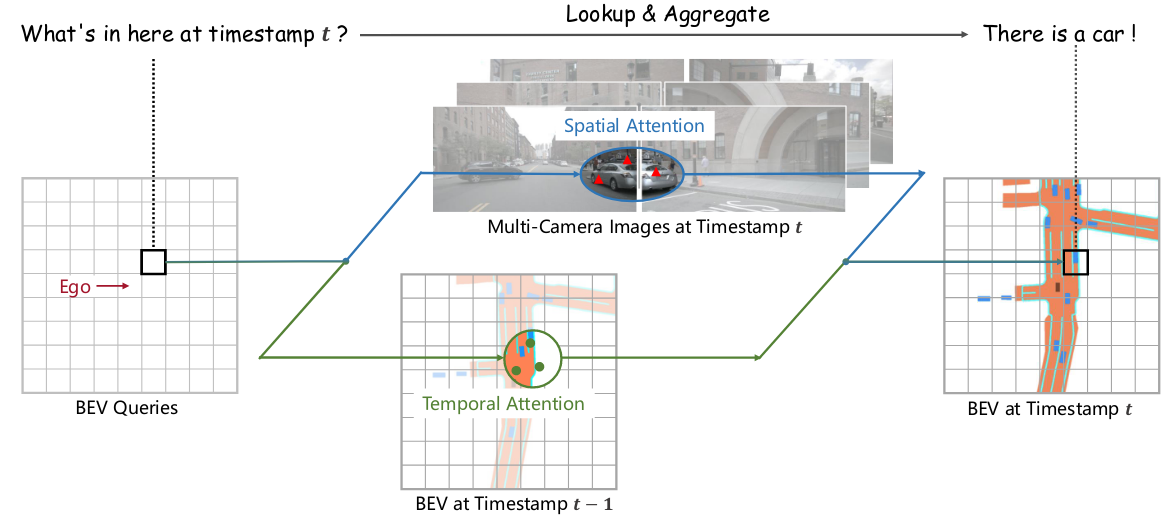 What's in here at timestamp t ?
Lookup & Aggregate
There is a car !
Spatial Attention
Multi-Camera Images at Timestamp t
Ego
BEV Queries
Temporal Attention
BEV at Timestamp t − 1
BEV at Timestamp t